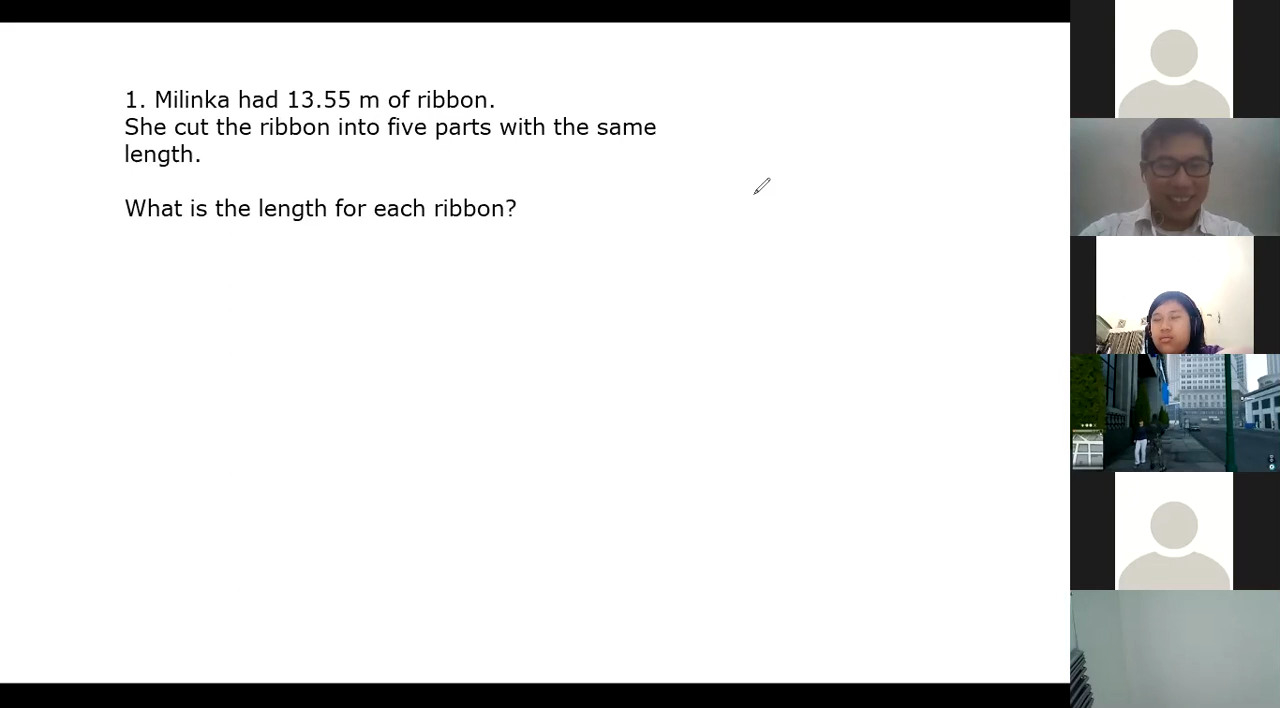 1. Milinka had 13.55 m of ribbon.
She cut the ribbon into five parts with the same
length.
What is the length for each ribbon?